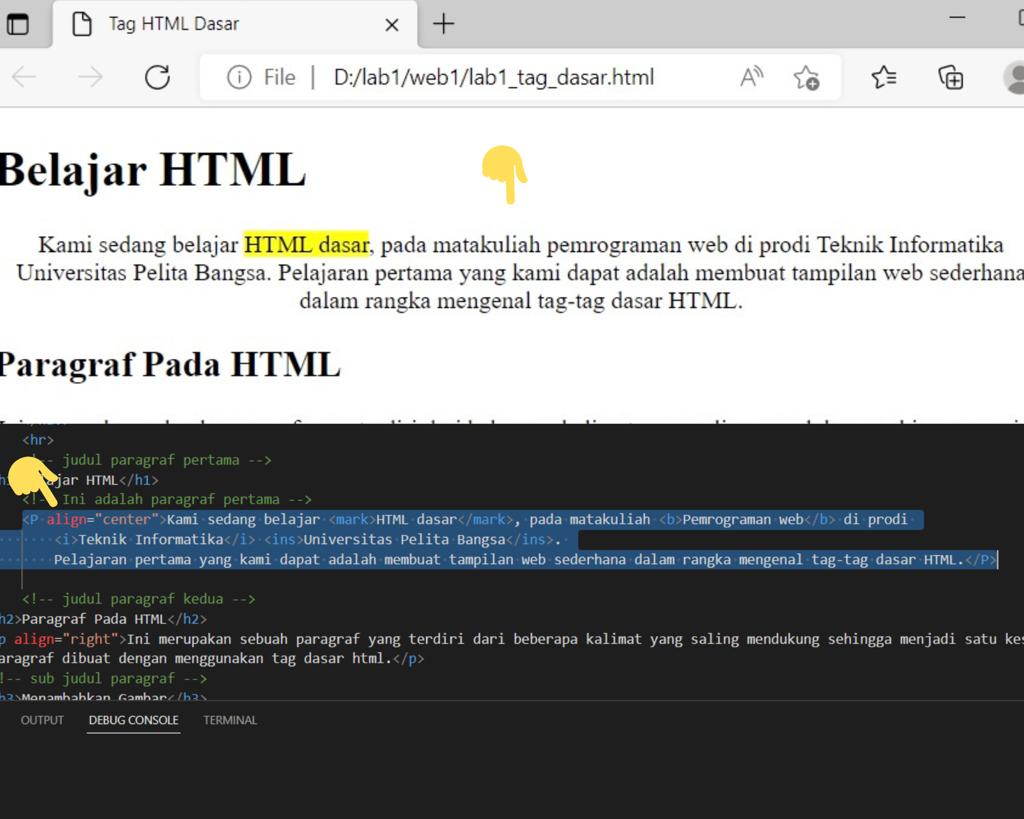 Tag HTML Dasar
File
D:/lab1/web1/lab1_tag_dasar.html
Belajar HTML
Kami sedang belajar HTML dasar, pada matakuliah pemrograman web di prodi Teknik Informatika
Universitas Pelita Bangsa. Pelajaran pertama yang kami dapat adalah membuat tampilan web sederhana
dalam rangka mengenal tag-tag dasar HTML.
Paragraf Pada HTML
<hr>
judul paragraf pertama -->
HTML</h1>
Ini adalah paragraf pertama -->
<P align="center">Kami sedang belajar <mark>HTML dasar</mark>, pada matakuliah <b>Pemrograman web</b> di prodi
<i>Teknik Informatika</i> <ins>Universitas Pelita Bangsa</ins>.
Pelajaran pertama yang kami dapat adalah membuat tampilan web sederhana dalam rangka mengenal tag-tag dasar HTML.</P>
<!-- judul paragraf kedua -->
h2>Paragraf Pada HTML</h2>
p align="right">Ini merupakan sebuah paragraf yang terdiri dari beberapa kalimat yang saling mendukung sehingga menjadi satu kes
aragraf dibuat dengan menggunakan tag dasar html.</p>
!-- sub judul paragraf -->
h3>Menambahkan Gambar</h3>
OUTPUT DEBUG CONSOLE TERMINAL